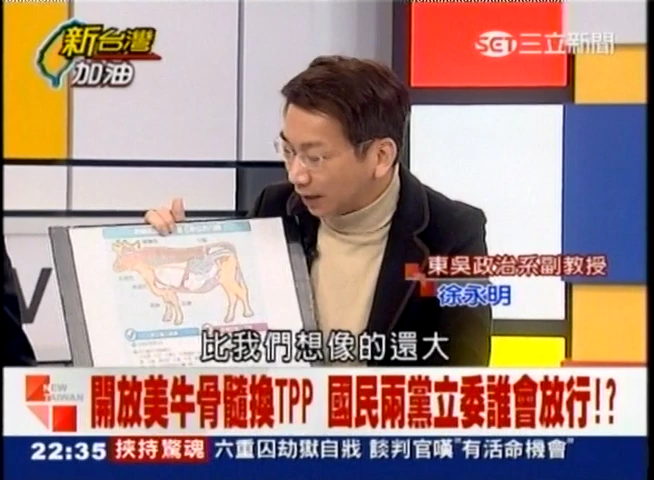 新台灣
加油
SET三立新聞
東吳政治系副教授
徐永明
比我們想像的還大
開放美牛骨髓換TPP 國民兩黨立委誰會放行!?
22:35 挾持驚魂 六重囚劫獄自戕 談判官嘆"有活命機會"